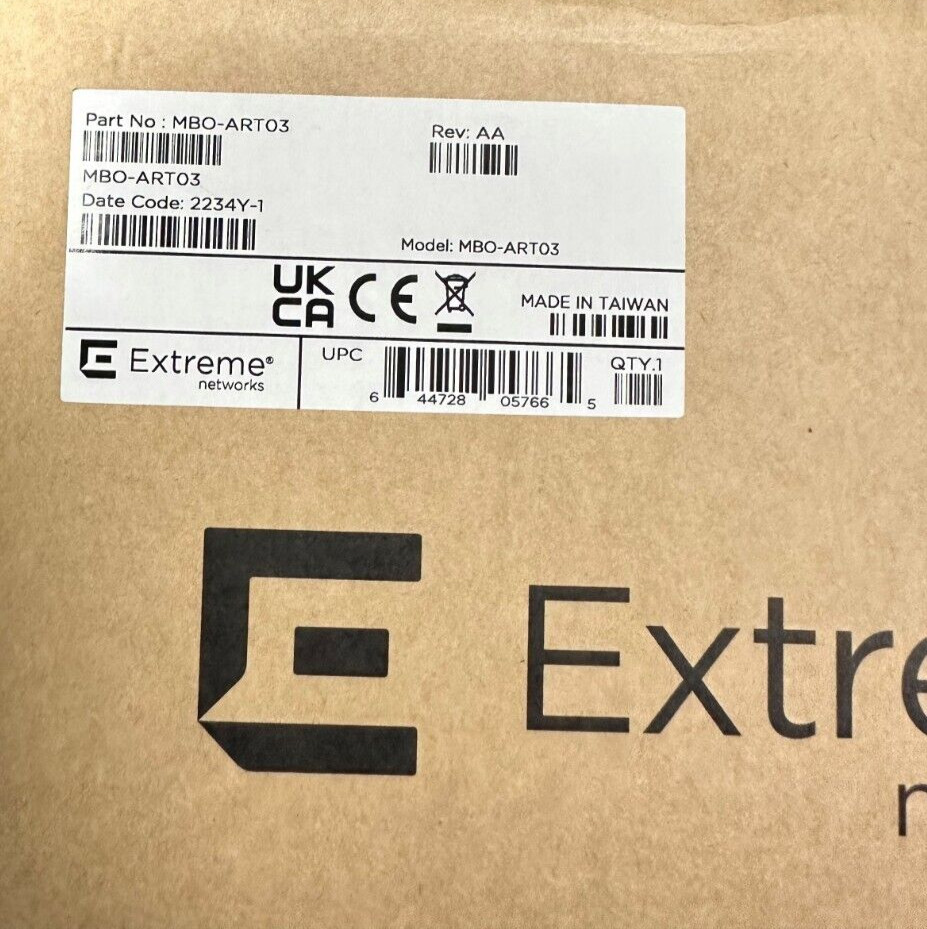 Part No : MBO-ART03
Rev: AA
MBO-ART03
Date Code: 2234Y-1
Model: MBO-ART03
UK
CA
CE
MADE IN TAIWAN
Extreme®
networks
UPC
QTY.1
6 44728 05766 5
Extre
n